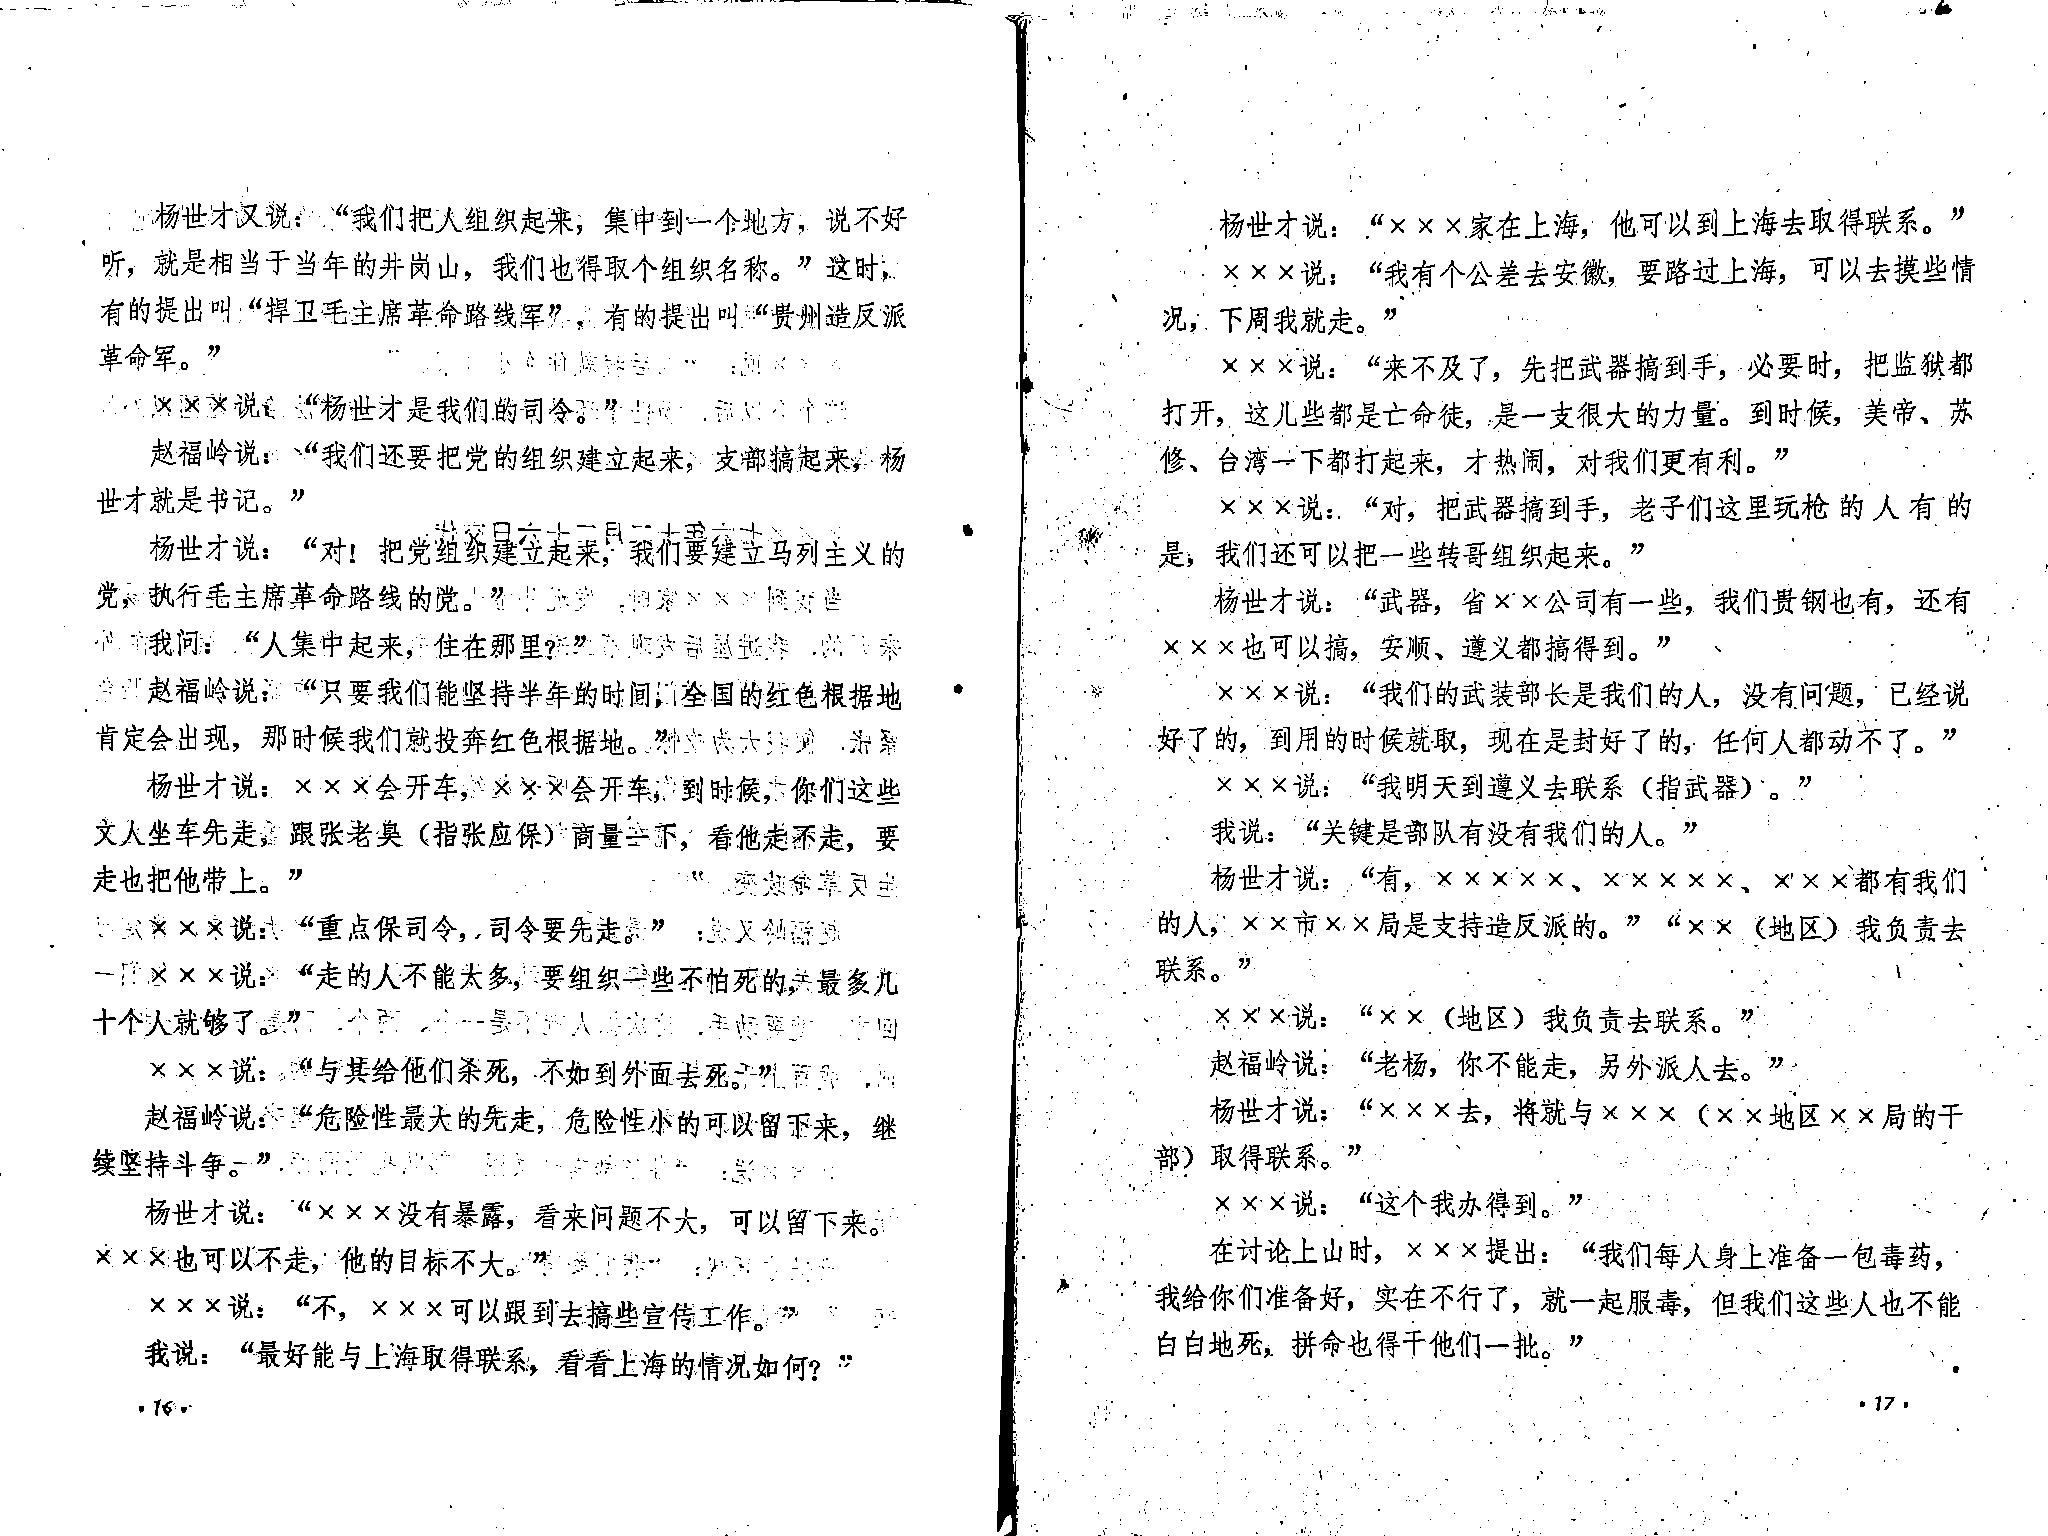 杨世才又说：“我们把人组织起来，集中到一个地方，说不好
听，就是相当于当年的井岗山，我们也得取个组织名称。”这时，
有的提出叫“捍卫毛主席革命路线军”，有的提出叫“贵州造反派
革命军。”
×××说：“杨世才是我们的司令。”
赵福岭说：“我们还要把党的组织建立起来，支部搞起来，杨
世才就是书记。”
杨世才说：“对！把党组织建立起来，我们要建立马列主义的
党，执行毛主席革命路线的党。”
我问：“人集中起来，住在那里？”
赵福岭说：“只要我们能坚持半年的时间，全国的红色根据地
肯定会出现，那时候我们就投奔红色根据地。”
杨世才说：×××会开车，×××会开车，到时候，你们这些
文人坐车先走，跟张老臭（指张应保）商量一下，看他走不走，要
走也把他带上。”
×××说：“重点保司令，司令要先走。”
×××说：“走的人不能太多，要组织一些不怕死的，最多几
十个人就够了。”
×××说：“与其给他们杀死，不如到外面去死。”
赵福岭说：“危险性最大的先走，危险性小的可以留下来，继
续坚持斗争。”
杨世才说：“×××没有暴露，看来问题不大，可以留下来。
×××也可以不走，他的目标不大。”
×××说：“不，×××可以跟到去搞些宣传工作。”
我说：“最好能与上海取得联系，看看上海的情况如何？”
·16·
杨世才说：“×××家在上海，他可以到上海去取得联系。”
×××说：“我有个公差去安徽，要路过上海，可以去摸些情
况，下周我就走。”
×××说：“来不及了，先把武器搞到手，必要时，把监狱都
打开，这儿些都是亡命徒，是一支很大的力量。到时候，美帝、苏
修、台湾一下都打起来，才热闹，对我们更有利。”
×××说：“对，把武器搞到手，老子们这里玩枪的人有的
是，我们还可以把一些转哥组织起来。”
杨世才说：“武器，省××公司有一些，我们贵钢也有，还有
×××也可以搞，安顺、遵义都搞得到。”
×××说：“我们的武装部长是我们的人，没有问题，已经说
好了的，到用的时候就取，现在是封好了的，任何人都动不了。”
×××说：“我明天到遵义去联系（指武器）。”
我说：“关键是部队有没有我们的人。”
杨世才说：“有，×××××、×××××、×××都有我们
的人，××市××局是支持造反派的。”“××（地区）我负责去
联系。”
×××说：“××（地区）我负责去联系。”
赵福岭说：“老杨，你不能走，另外派人去。”
杨世才说：“×××去，将就与×××（××地区××局的干
部）取得联系。”
×××说：“这个我办得到。”
在讨论上山时，×××提出：“我们每人身上准备一包毒药，
我给你们准备好，实在不行了，就一起服毒，但我们这些人也不能
白白地死，拼命也得干他们一批。”
·17·